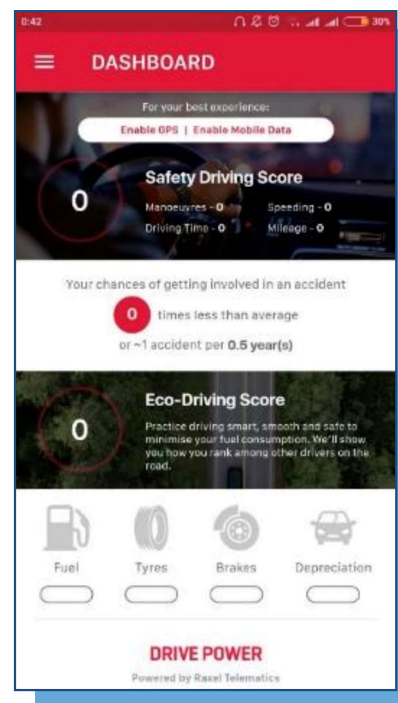 0:42
30%
DASHBOARD
For your best experience:
Enable GPS | Enable Mobile Data
Safety Driving Score
0
Manoeuvres - 0 Speeding - 0
Driving Time - 0 Mileage - 0
Your chances of getting involved in an accident
0 times less than average
or ~1 accident per 0.5 year(s)
Eco-Driving Score
0
Practice driving smart, smooth and safe to
minimise your fuel consumption. We'll show
you how you rank among other drivers on the
road.
Fuel Tyres Brakes Depreciation
DRIVE POWER
Powered by Raxel Telematics